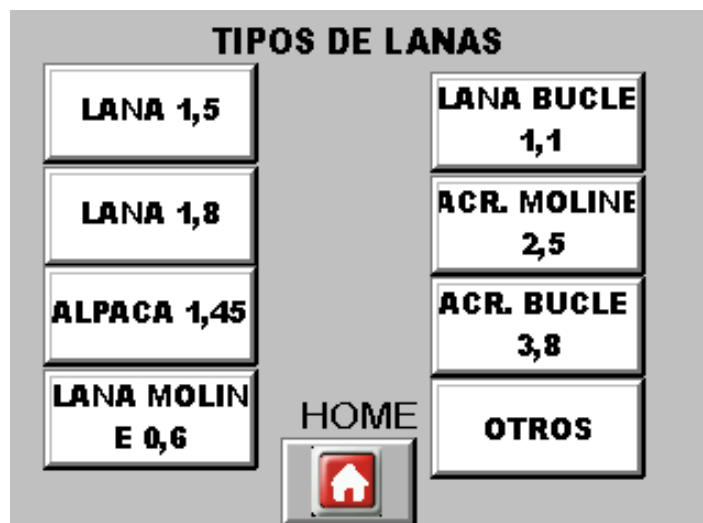 TIPOS DE LANAS
LANA 1,5
LANA 1,8
ALPACA 1,45
LANA MOLIN
E 0,6
LANA BUCLE
1,1
ACR. MOLINE
2,5
ACR. BUCLE
3,8
OTROS
HOME